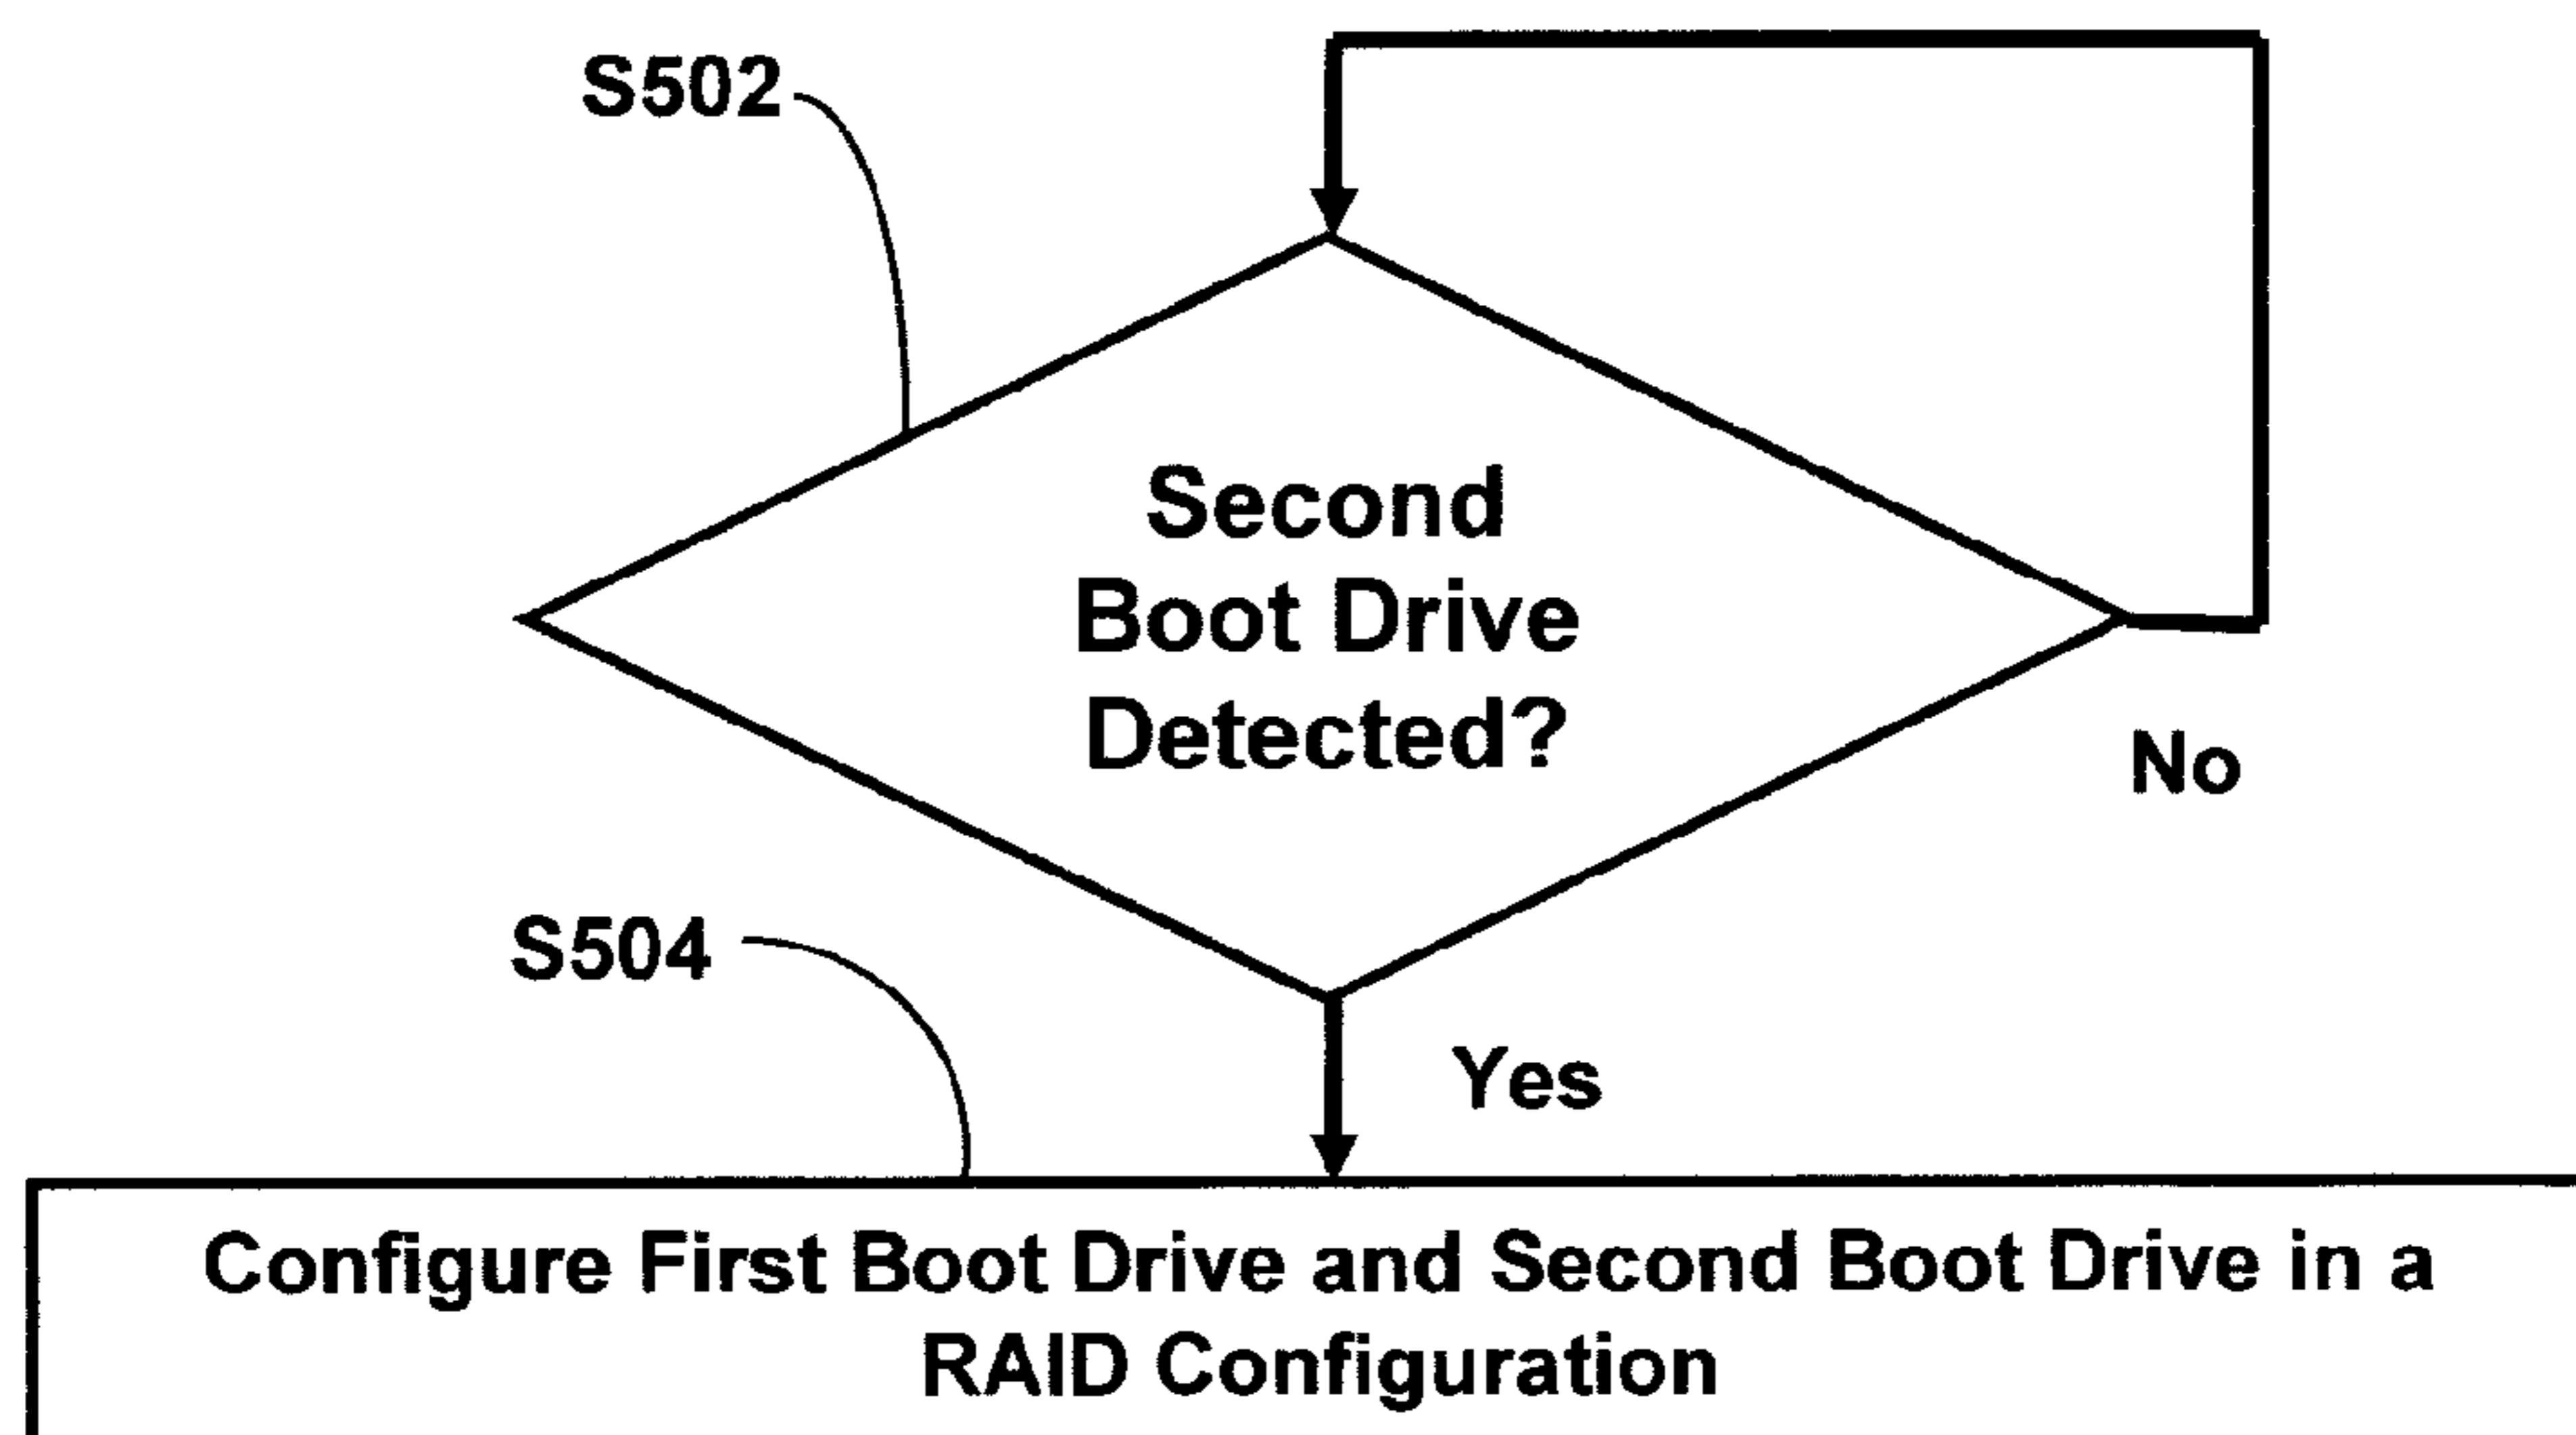 S502
Second
Boot Drive
Detected?
No
S504
Yes
Configure First Boot Drive and Second Boot Drive in a
RAID Configuration